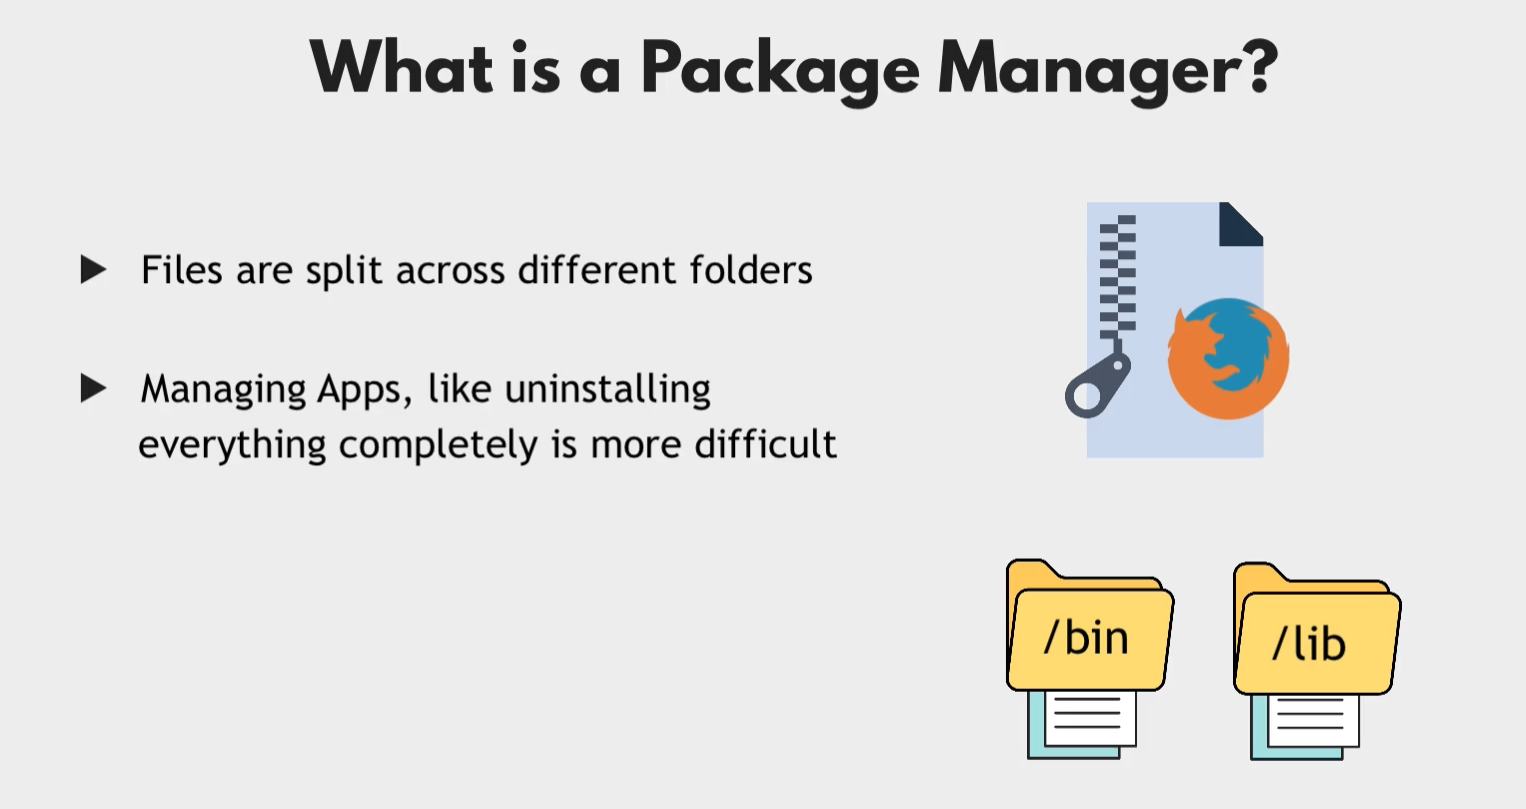 What is a Package Manager?
Files are split across different folders
Managing Apps, like uninstalling
everything completely is more difficult
/bin
/lib